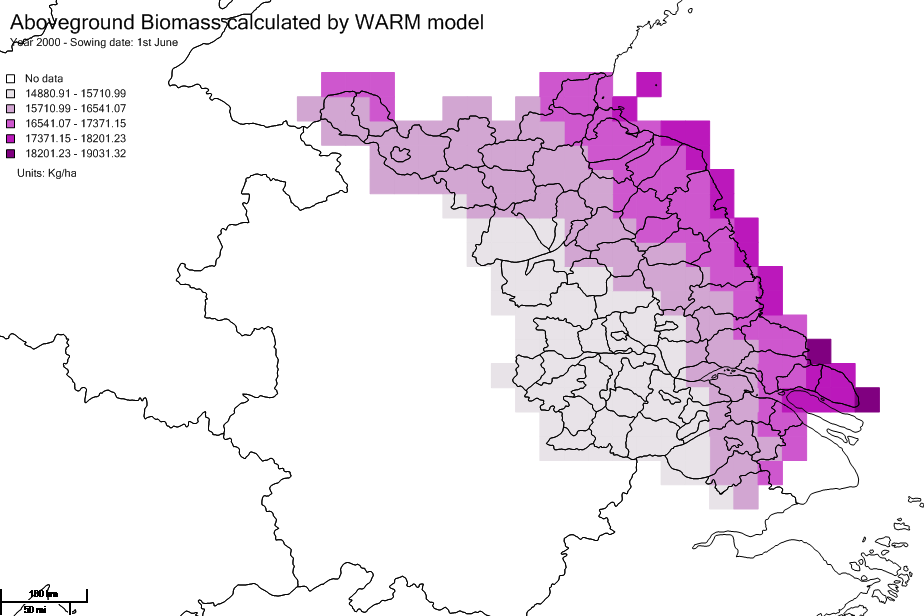 Aboveground Biomass calculated by WARM model
Year 2000 - Sowing date: 1st June
No data
14880.91 - 15710.99
15710.99 - 16541.07
16541.07 - 17371.15
17371.15 - 18201.23
18201.23 - 19031.32
Units: Kg/ha
100 km
50 mi